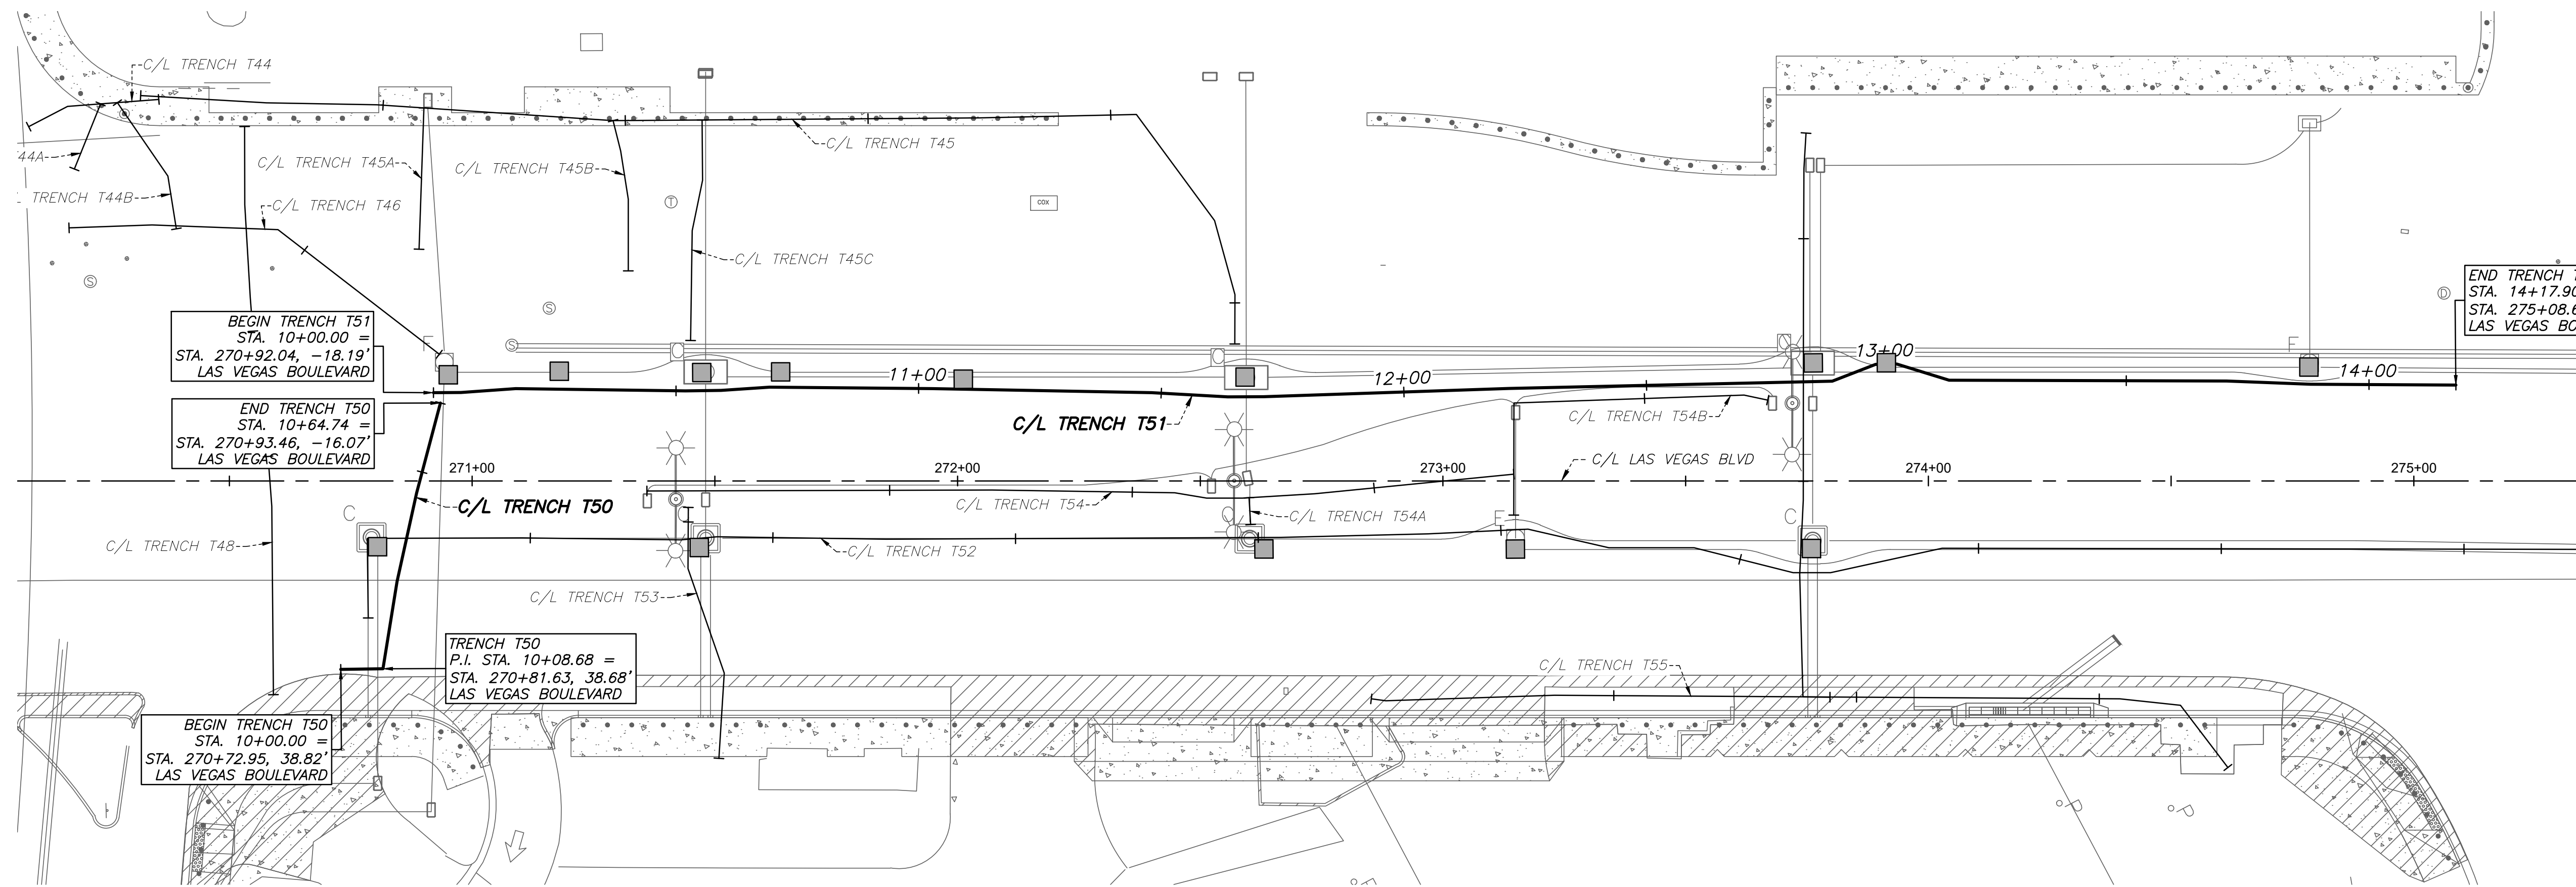 C/L TRENCH T44
C/L TRENCH T45
44A
C/L TRENCH T45A
C/L TRENCH T45B
TRENCH T44B
C/L TRENCH T46
T
COX
C/L TRENCH T45C
S
S
S
D
END TRENCH T
STA. 14+17.90
STA. 275+08.6
LAS VEGAS BO
BEGIN TRENCH T51
STA. 10+00.00 =
STA. 270+92.04, -18.19'
LAS VEGAS BOULEVARD
F
F
11+00
12+00
13+00
14+00
END TRENCH T50
STA. 10+64.74 =
STA. 270+93.46, -16.07'
LAS VEGAS BOULEVARD
C/L TRENCH T51
C/L TRENCH T54B
271+00
272+00
273+00
274+00
275+00
C/L LAS VEGAS BLVD
C/L TRENCH T50
C/L TRENCH T54
C/L TRENCH T54A
C
C
F
C
C/L TRENCH T48
C/L TRENCH T52
C/L TRENCH T53
TRENCH T50
P.I. STA. 10+08.68 =
STA. 270+81.63, 38.68'
LAS VEGAS BOULEVARD
C/L TRENCH T55
BEGIN TRENCH T50
STA. 10+00.00 =
STA. 270+72.95, 38.82'
LAS VEGAS BOULEVARD